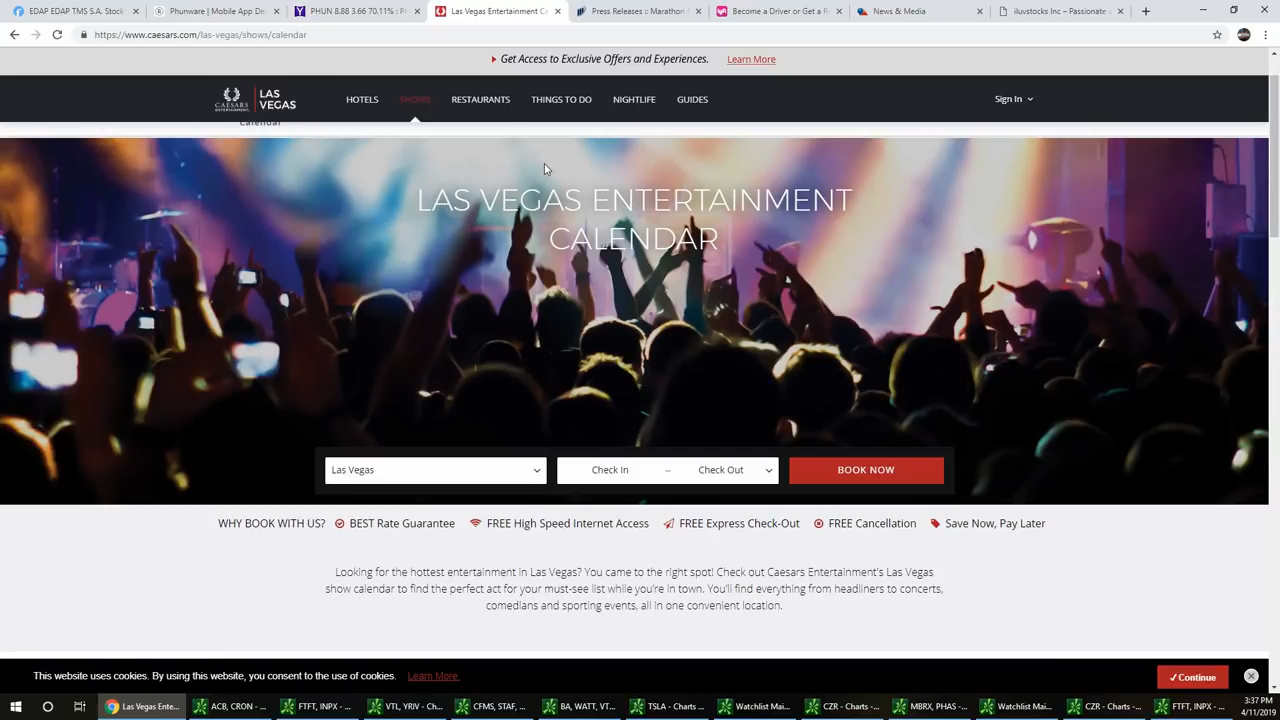 EDAP EDAP TMS S.A. Stock
Phunware | Mobile App De
PHUN 8.88 3.66 70.11% : P
Las Vegas Entertainment Ca
Press Releases :: Marathon
Become a Driver or Get a R
News & Media
iluvstocks Inc – Passionate
https://www.caesars.com/las-vegas/shows/calendar
Get Access to Exclusive Offers and Experiences. Learn More
CAESARS ENTERTAINMENT
LAS VEGAS
HOTELS SHOWS RESTAURANTS THINGS TO DO NIGHTLIFE GUIDES Sign In
Calendar
LAS VEGAS ENTERTAINMENT
CALENDAR
Las Vegas Check In – Check Out BOOK NOW
WHY BOOK WITH US? BEST Rate Guarantee FREE High Speed Internet Access FREE Express Check-Out FREE Cancellation Save Now, Pay Later
Looking for the hottest entertainment in Las Vegas? You came to the right spot! Check out Caesars Entertainment's Las Vegas
show calendar to find the perfect act for your must-see list while you're in town. You'll find everything from headliners to concerts,
comedians and sporting events, all in one convenient location.
This website uses cookies. By using this website, you consent to the use of cookies. Learn More. ✓Continue
Las Vegas Ente...
ACB, CRON - ...
FTFT, INPX - ...
VTL, YRIV - Ch...
CFMS, STAF, ...
BA, WATT, VT...
TSLA - Charts ...
Watchlist Mai...
CZR - Charts -...
MBRX, PHAS -...
Watchlist Mai...
CZR - Charts -...
FTFT, INPX - ...
3:37 PM
4/11/2019